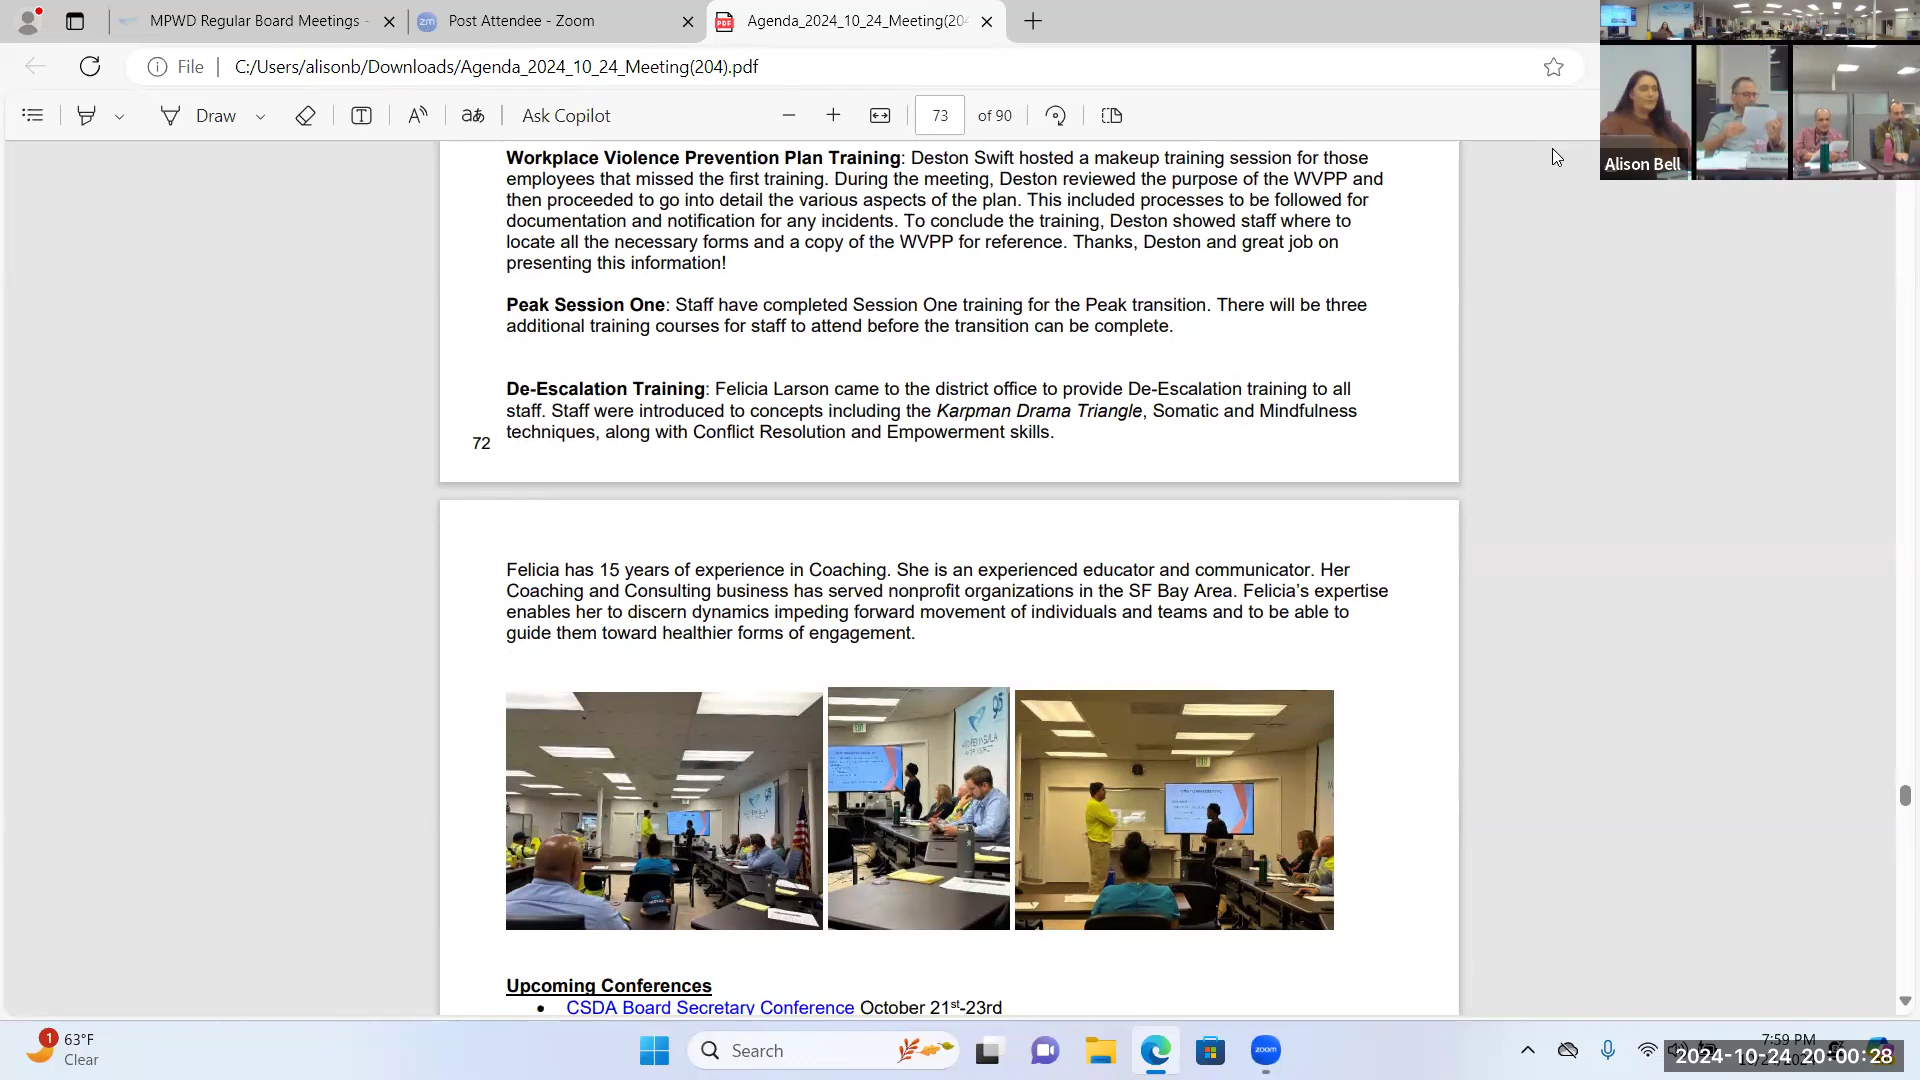 MPWD Regular Board Meetings -
Post Attendee - Zoom
Agenda_2024_10_24_Meeting(204
File
C:/Users/alisonb/Downloads/Agenda_2024_10_24_Meeting(204).pdf
Draw
Ask Copilot
73 of 90
Alison Bell
Workplace Violence Prevention Plan Training: Deston Swift hosted a makeup training session for those
employees that missed the first training. During the meeting, Deston reviewed the purpose of the WVPP and
then proceeded to go into detail the various aspects of the plan. This included processes to be followed for
documentation and notification for any incidents. To conclude the training, Deston showed staff where to
locate all the necessary forms and a copy of the WVPP for reference. Thanks, Deston and great job on
presenting this information!
Peak Session One: Staff have completed Session One training for the Peak transition. There will be three
additional training courses for staff to attend before the transition can be complete.
De-Escalation Training: Felicia Larson came to the district office to provide De-Escalation training to all
staff. Staff were introduced to concepts including the Karpman Drama Triangle, Somatic and Mindfulness
techniques, along with Conflict Resolution and Empowerment skills.
72
Felicia has 15 years of experience in Coaching. She is an experienced educator and communicator. Her
Coaching and Consulting business has served nonprofit organizations in the SF Bay Area. Felicia’s expertise
enables her to discern dynamics impeding forward movement of individuals and teams and to be able to
guide them toward healthier forms of engagement.
Upcoming Conferences
• CSDA Board Secretary Conference October 21st-23rd
1
63°F
Clear
Search
zoom
7:59 PM
2024-10-24 20:00:28